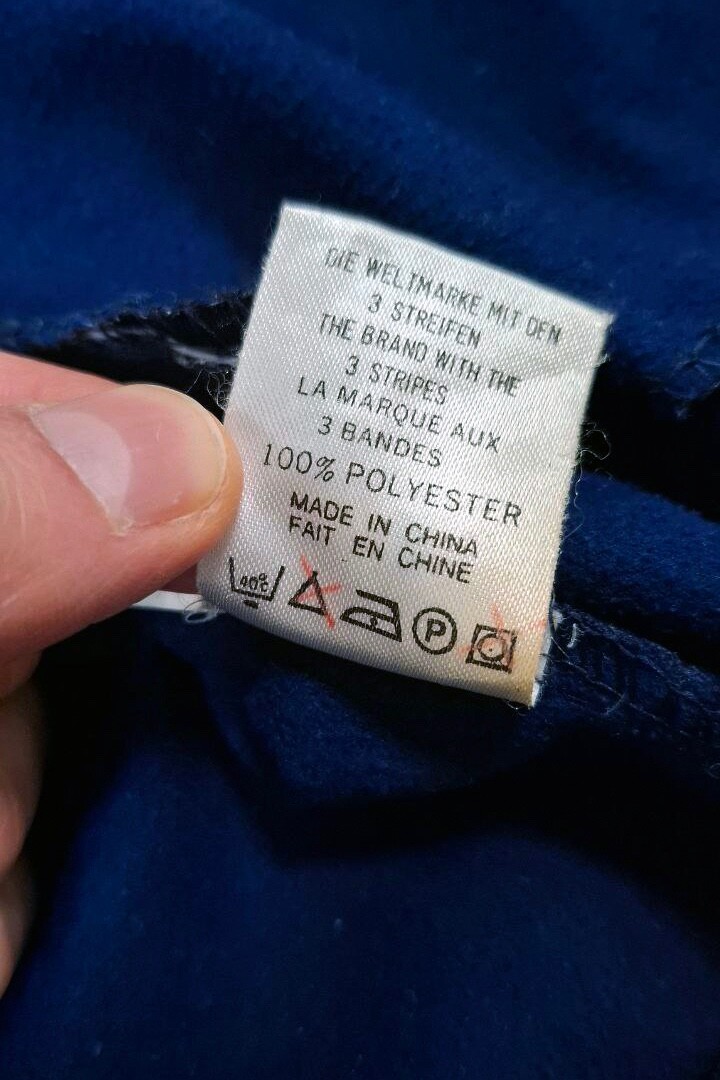 DIE WELTMARKE MIT DEN
3 STREIFEN
THE BRAND WITH THE
3 STRIPES
LA MARQUE AUX
3 BANDES
100% POLYESTER
MADE IN CHINA
FAIT EN CHINE
40°C P